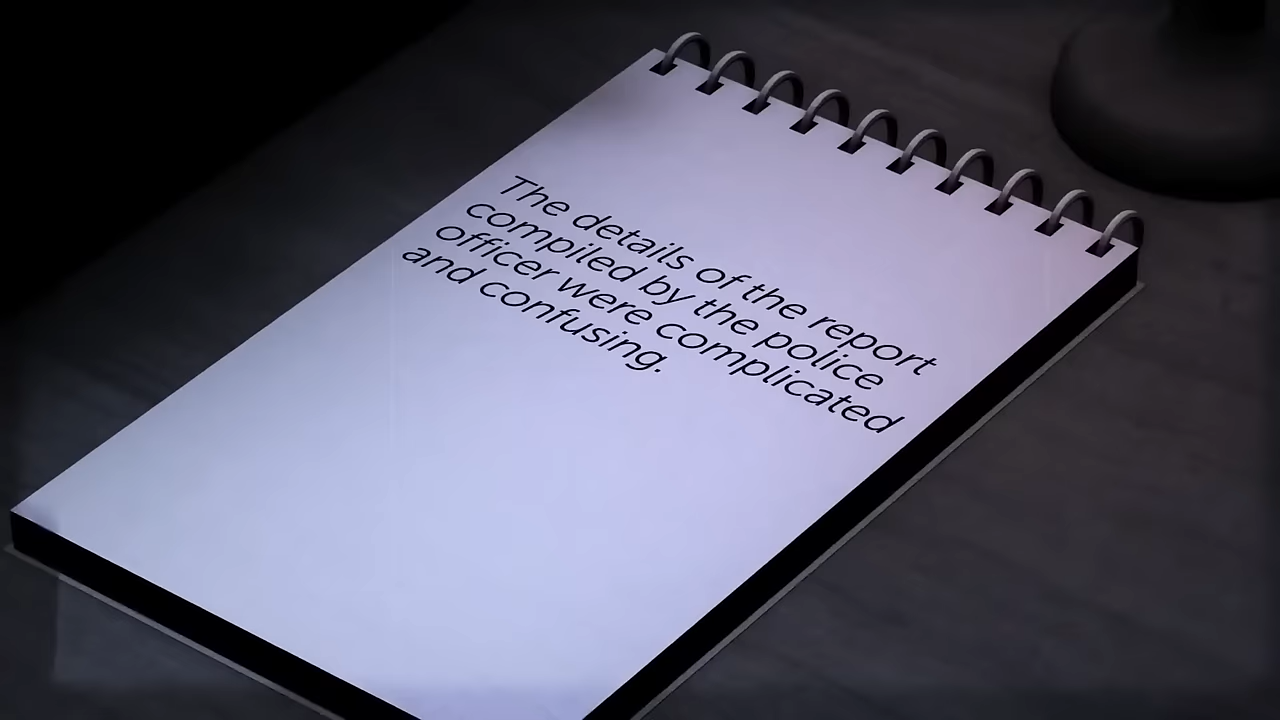 The details of the report
compiled by the police
officer were complicated
and confusing.